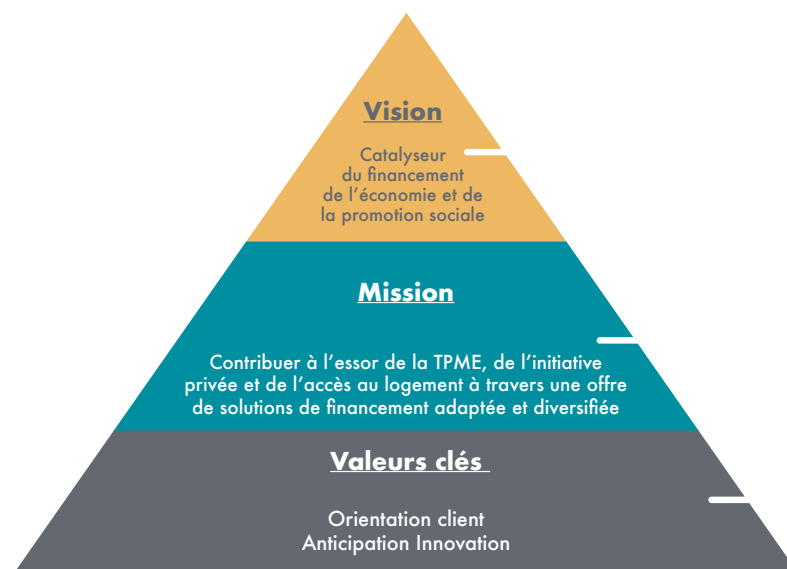 Vision
Catalyseur
du financement
de l'économie et de
la promotion sociale
Mission
Contribuer à l'essor de la TPME, de l'initiative
privée et de l'accès au logement à travers une offre
de solutions de financement adaptée et diversifiée
Valeurs clés
Orientation client
Anticipation Innovation